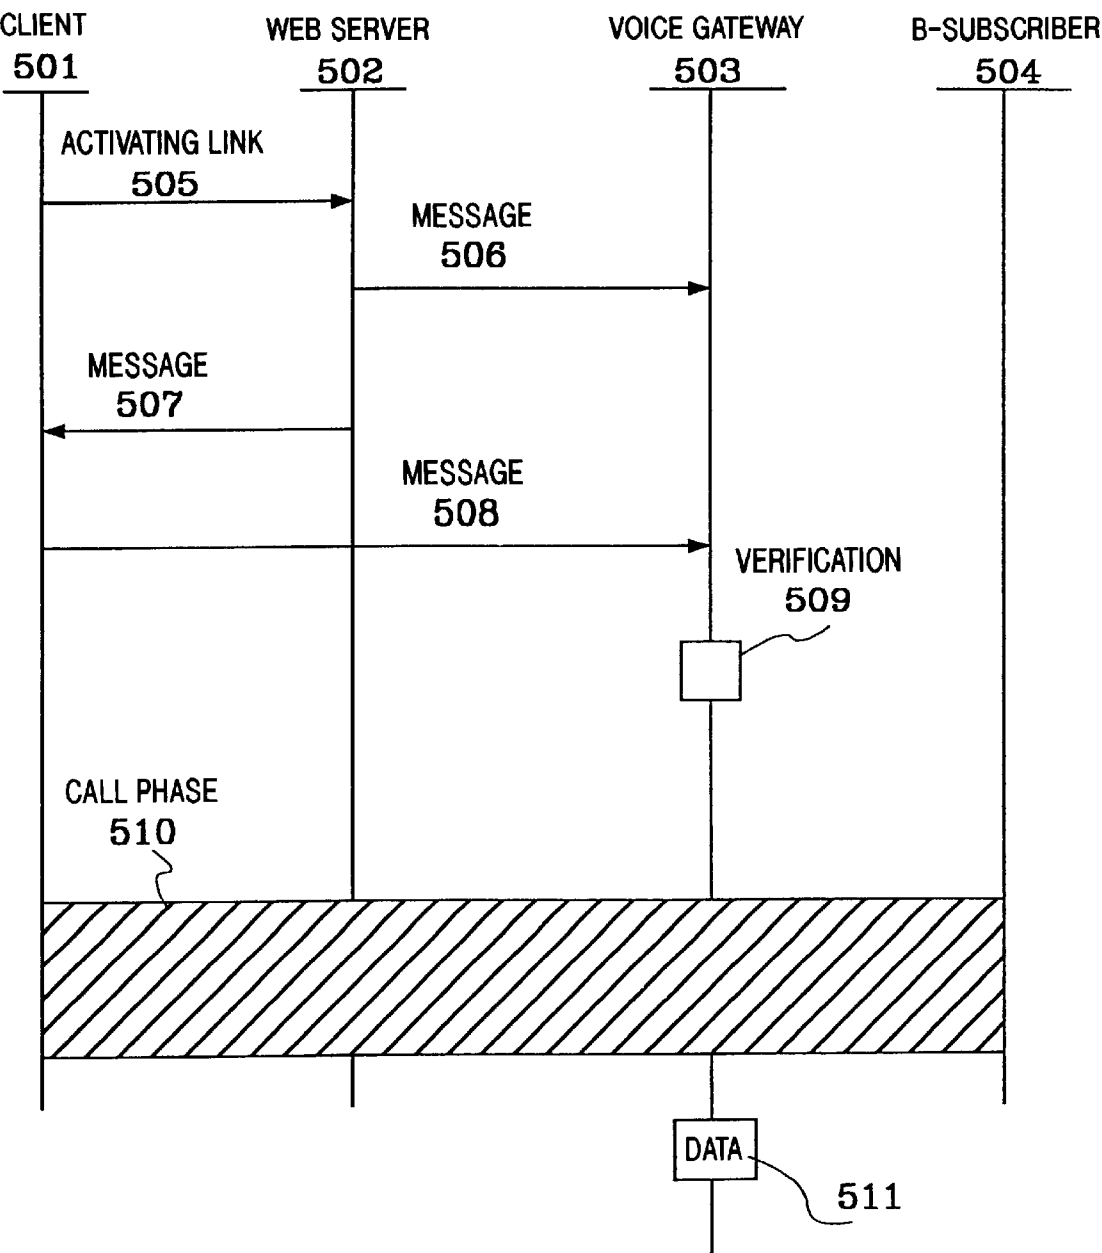 CLIENT
501
WEB SERVER
502
VOICE GATEWAY
503
B-SUBSCRIBER
504
ACTIVATING LINK
505
MESSAGE
506
MESSAGE
507
MESSAGE
508
VERIFICATION
509
CALL PHASE
510
DATA
511